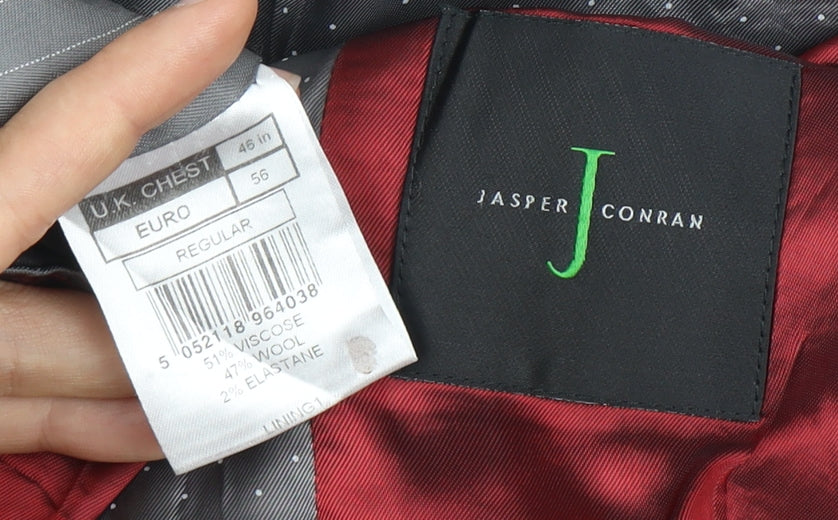 U.K. CHEST 46 in
EURO 56
REGULAR
5 052118 964038
51% VISCOSE
47% WOOL
2% ELASTANE
LINING1
JASPER J CONRAN